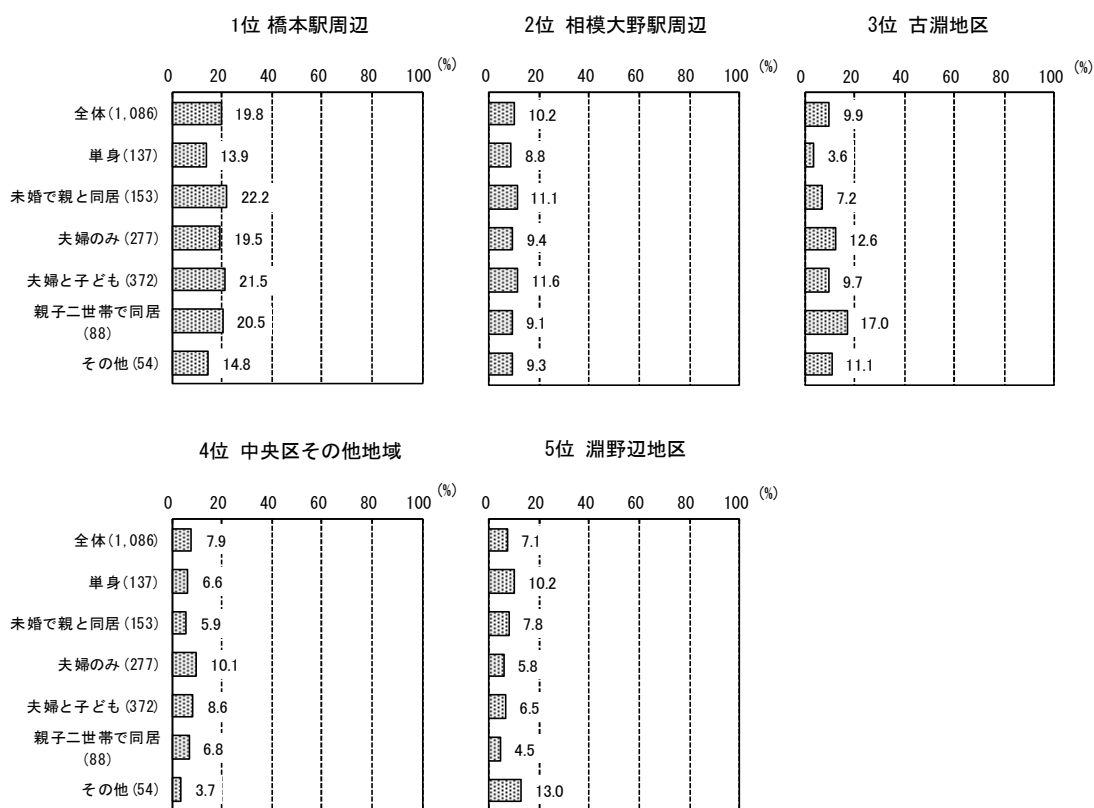 1位 橋本駅周辺
0 20 40 60 80 100 (%)
全体(1,086) 19.8
単身(137) 13.9
未婚で親と同居(153) 22.2
夫婦のみ(277) 19.5
夫婦と子ども(372) 21.5
親子二世帯で同居
(88) 20.5
その他(54) 14.8
2位 相模大野駅周辺
0 20 40 60 80 100 (%)
10.2
8.8
11.1
9.4
11.6
9.1
9.3
3位 古淵地区
0 20 40 60 80 100 (%)
9.9
3.6
7.2
12.6
9.7
17.0
11.1
4位 中央区その他地域
0 20 40 60 80 100 (%)
全体(1,086) 7.9
単身(137) 6.6
未婚で親と同居(153) 5.9
夫婦のみ(277) 10.1
夫婦と子ども(372) 8.6
親子二世帯で同居
(88) 6.8
その他(54) 3.7
5位 淵野辺地区
0 20 40 60 80 100 (%)
7.1
10.2
7.8
5.8
6.5
4.5
13.0